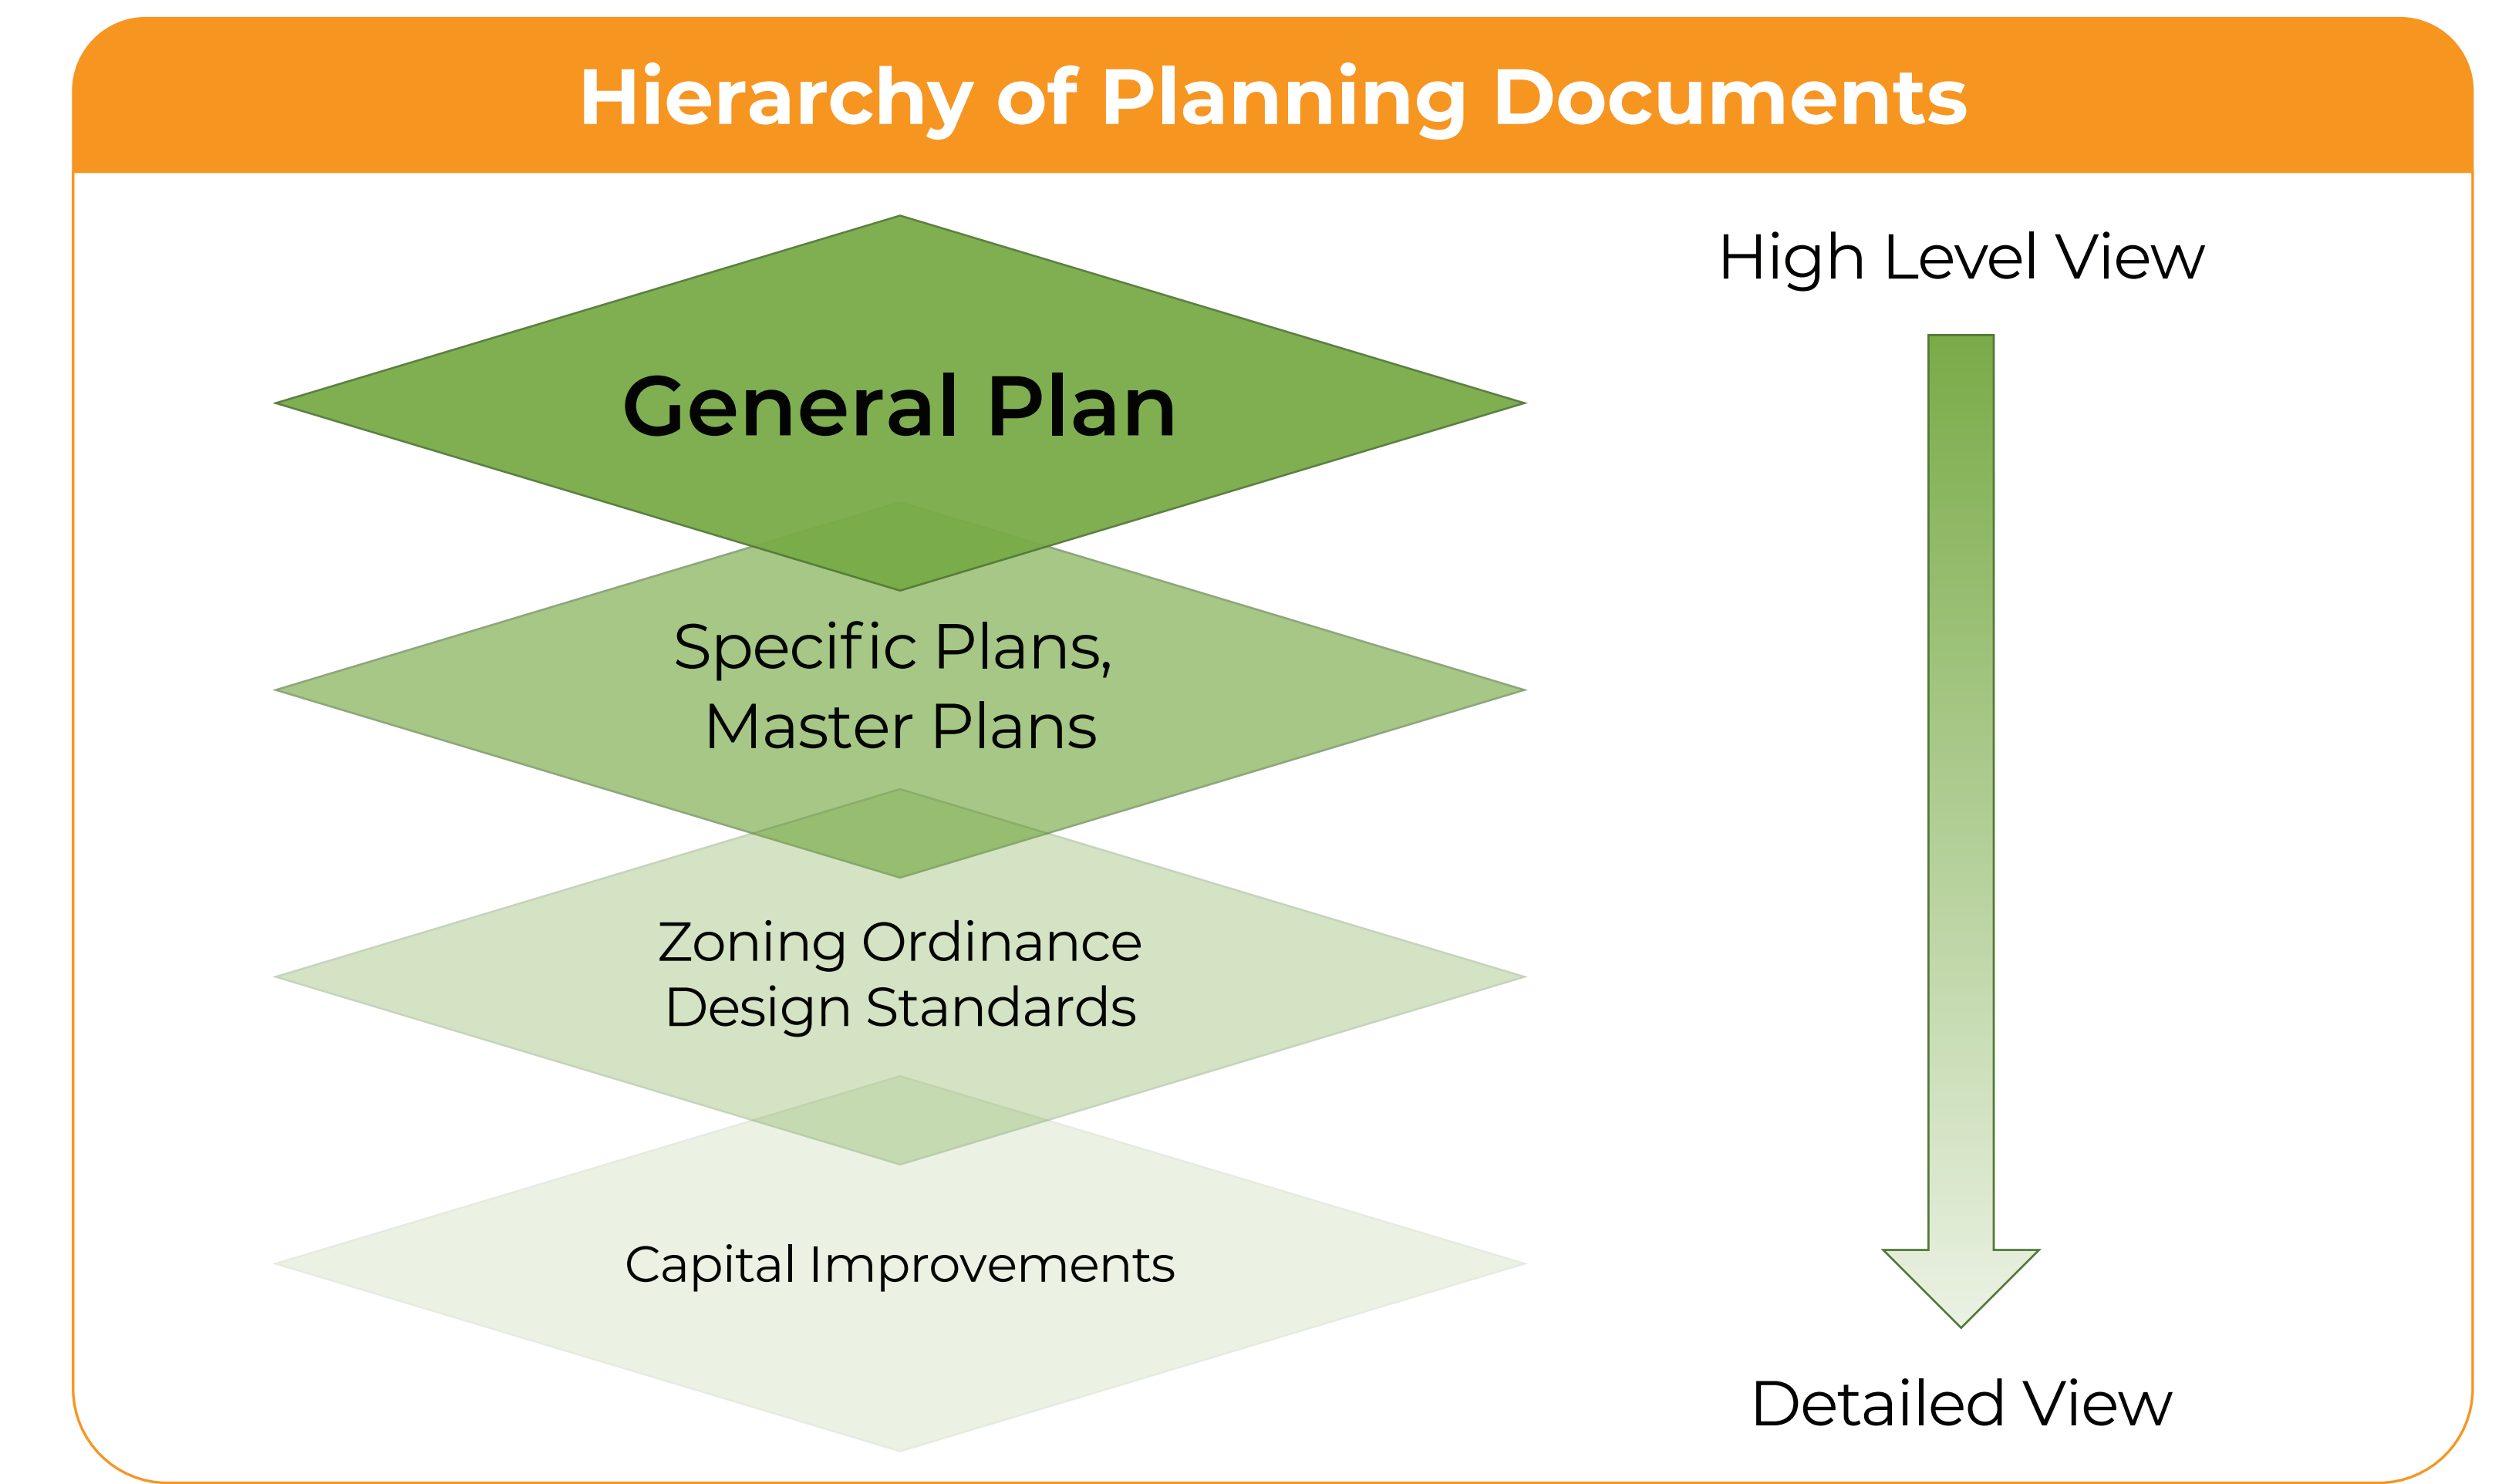 Hierarchy of Planning Documents
High Level View
General Plan
Specific Plans,
Master Plans
Zoning Ordinance
Design Standards
Capital Improvements
Detailed View